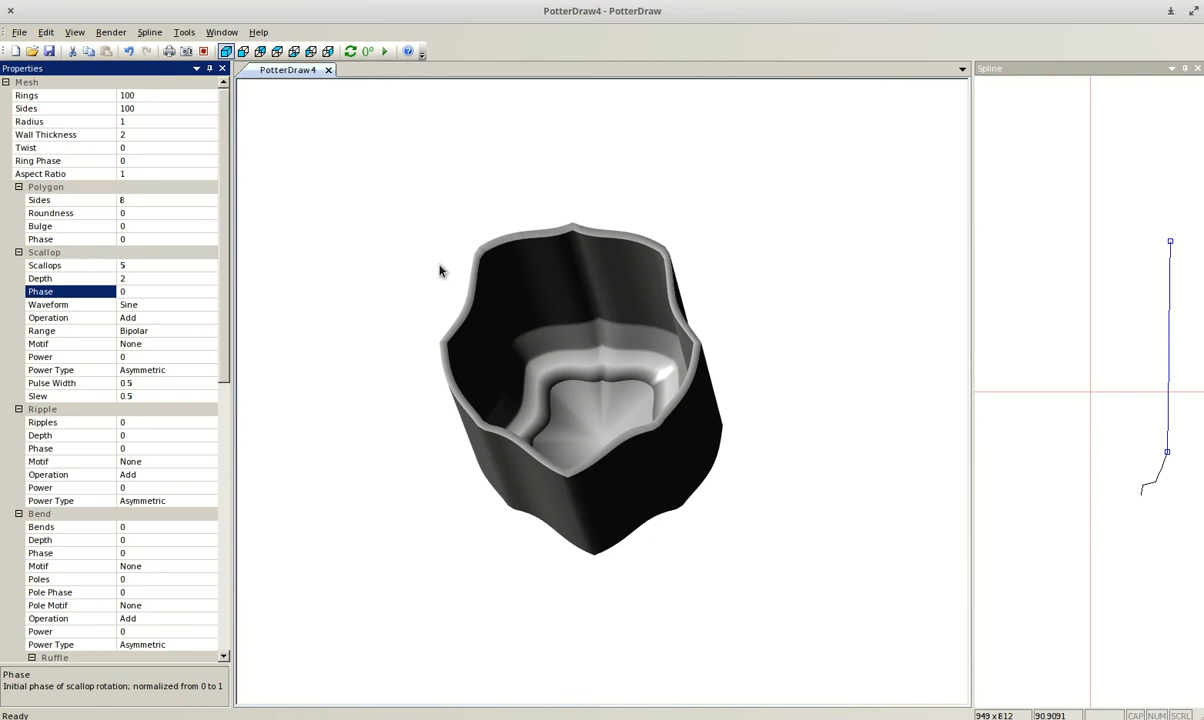 PotterDraw4 - PotterDraw
File Edit View Render Spline Tools Window Help
0°
Properties
PotterDraw4
Spline
Mesh
Rings 100
Sides 100
Radius 1
Wall Thickness 2
Twist 0
Ring Phase 0
Aspect Ratio 1
Polygon
Sides 8
Roundness 0
Bulge 0
Phase 0
Scallop
Scallops 5
Depth 2
Phase 0
Waveform Sine
Operation Add
Range Bipolar
Motif None
Power 0
Power Type Asymmetric
Pulse Width 0.5
Slew 0.5
Ripple
Ripples 0
Depth 0
Phase 0
Motif None
Operation Add
Power 0
Power Type Asymmetric
Bend
Bends 0
Depth 0
Phase 0
Motif None
Poles 0
Pole Phase 0
Pole Motif None
Operation Add
Power 0
Power Type Asymmetric
Ruffle
Phase
Initial phase of scallop rotation; normalized from 0 to 1
Ready
949 x 812 90.9091 CAP NUM SCRL